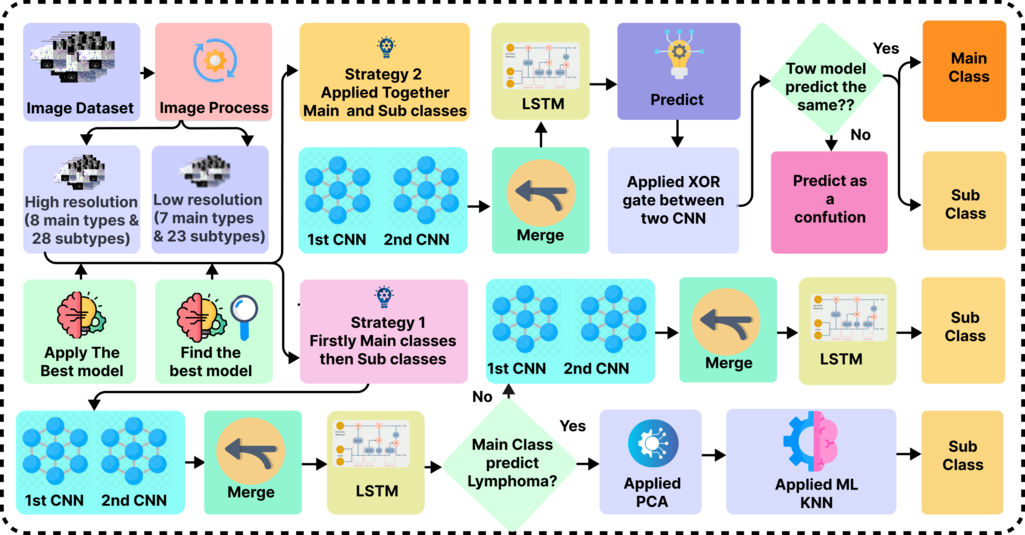 Image Dataset
Image Process
Strategy 2
Applied Together
Main and Sub classes
LSTM
Predict
Tow model
predict the
same??
Yes
No
Main
Class
High resolution
(8 main types &
28 subtypes)
Low resolution
(7 main types
& 23 subtypes)
1st CNN
2nd CNN
Merge
Applied XOR
gate between
two CNN
Predict as
a
confution
Sub
Class
Apply The
Best model
Find the
best model
Strategy 1
Firstly Main classes
then Sub classes
1st CNN
2nd CNN
Merge
LSTM
Sub
Class
1st CNN
2nd CNN
Merge
LSTM
No
Main Class
predict
Lymphoma?
Yes
Applied
PCA
Applied ML
KNN
Sub
Class